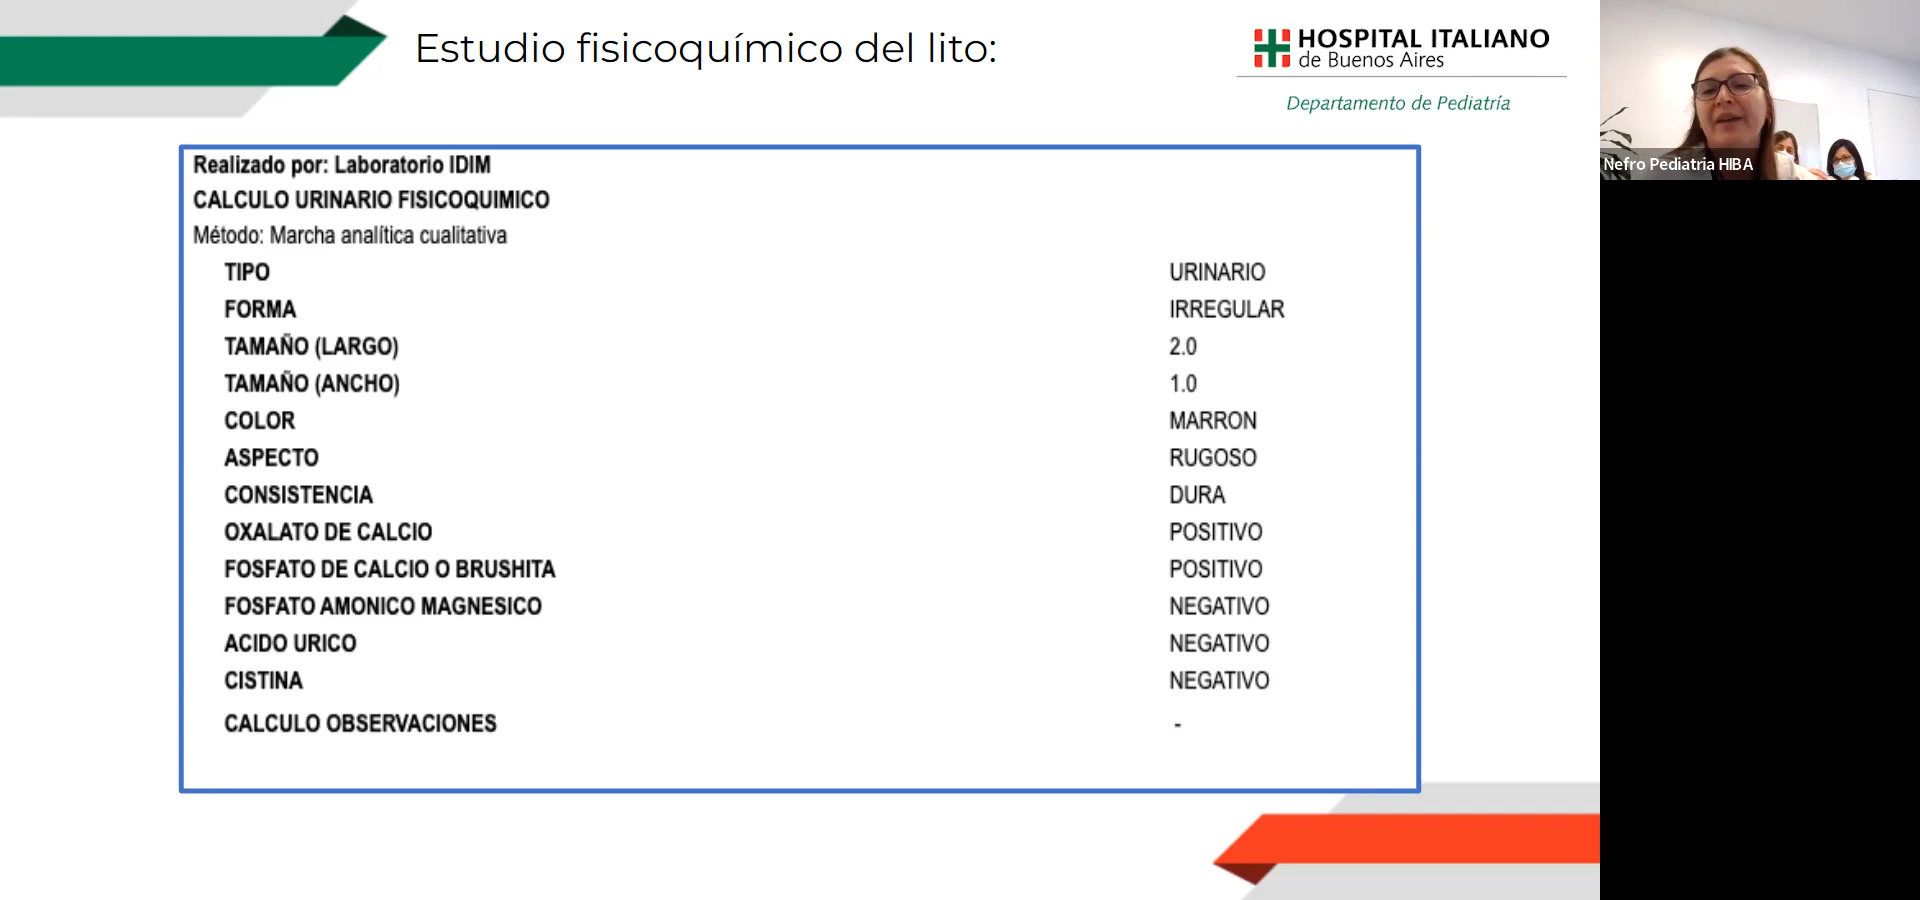 Estudio fisicoquímico del lito:
HOSPITAL ITALIANO
de Buenos Aires
Departamento de Pediatría
Nefro Pediatria HIBA
Realizado por: Laboratorio IDIM
CALCULO URINARIO FISICOQUIMICO
Método: Marcha analítica cualitativa
TIPO URINARIO
FORMA IRREGULAR
TAMAÑO (LARGO) 2.0
TAMAÑO (ANCHO) 1.0
COLOR MARRON
ASPECTO RUGOSO
CONSISTENCIA DURA
OXALATO DE CALCIO POSITIVO
FOSFATO DE CALCIO O BRUSHITA POSITIVO
FOSFATO AMONICO MAGNESICO NEGATIVO
ACIDO URICO NEGATIVO
CISTINA NEGATIVO
CALCULO OBSERVACIONES -